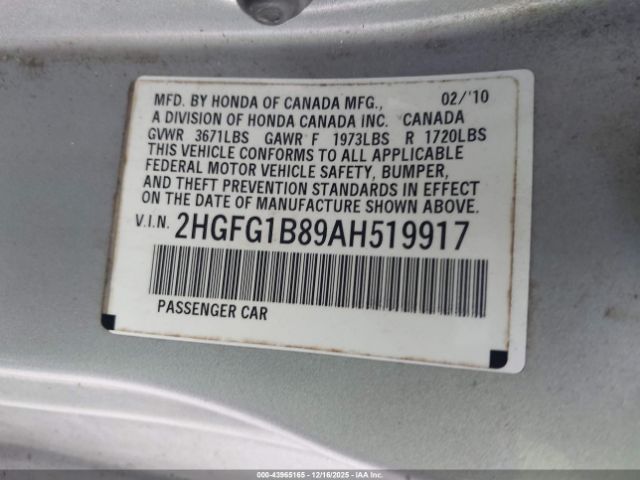 MFD. BY HONDA OF CANADA MFG., 02/'10
A DIVISION OF HONDA CANADA INC. CANADA
GVWR 3671LBS GAWR F 1973LBS R 1720LBS
THIS VEHICLE CONFORMS TO ALL APPLICABLE
FEDERAL MOTOR VEHICLE SAFETY, BUMPER,
AND THEFT PREVENTION STANDARDS IN EFFECT
ON THE DATE OF MANUFACTURE SHOWN ABOVE.
V.I.N. 2HGFG1B89AH519917
PASSENGER CAR
000-43965165 - 12/16/2025 - IAAI.COM